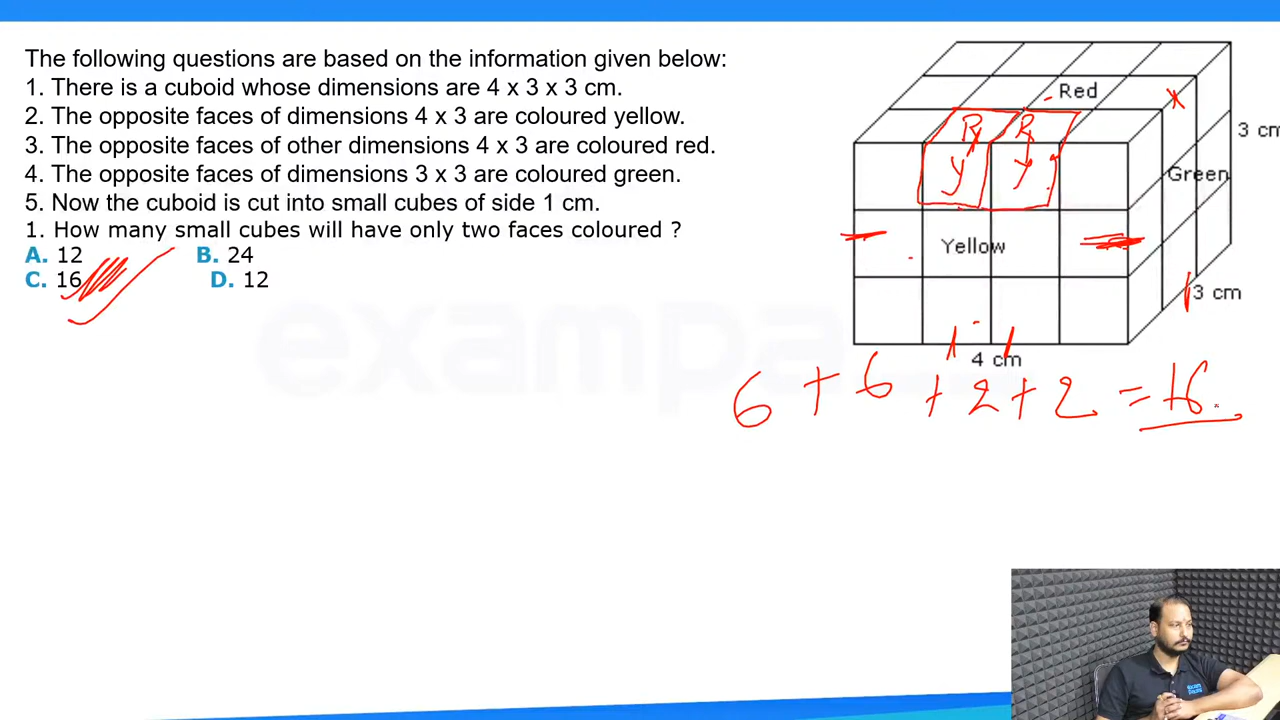 The following questions are based on the information given below:
1. There is a cuboid whose dimensions are 4 x 3 x 3 cm.
2. The opposite faces of dimensions 4 x 3 are coloured yellow.
3. The opposite faces of other dimensions 4 x 3 are coloured red.
4. The opposite faces of dimensions 3 x 3 are coloured green.
5. Now the cuboid is cut into small cubes of side 1 cm.
1. How many small cubes will have only two faces coloured ?
A. 12 B. 24
C. 16 D. 12
Red
R R
3 cm
y y
Green
Yellow
3 cm
4 cm
6 + 6 + 2 + 2 = 16
exampa